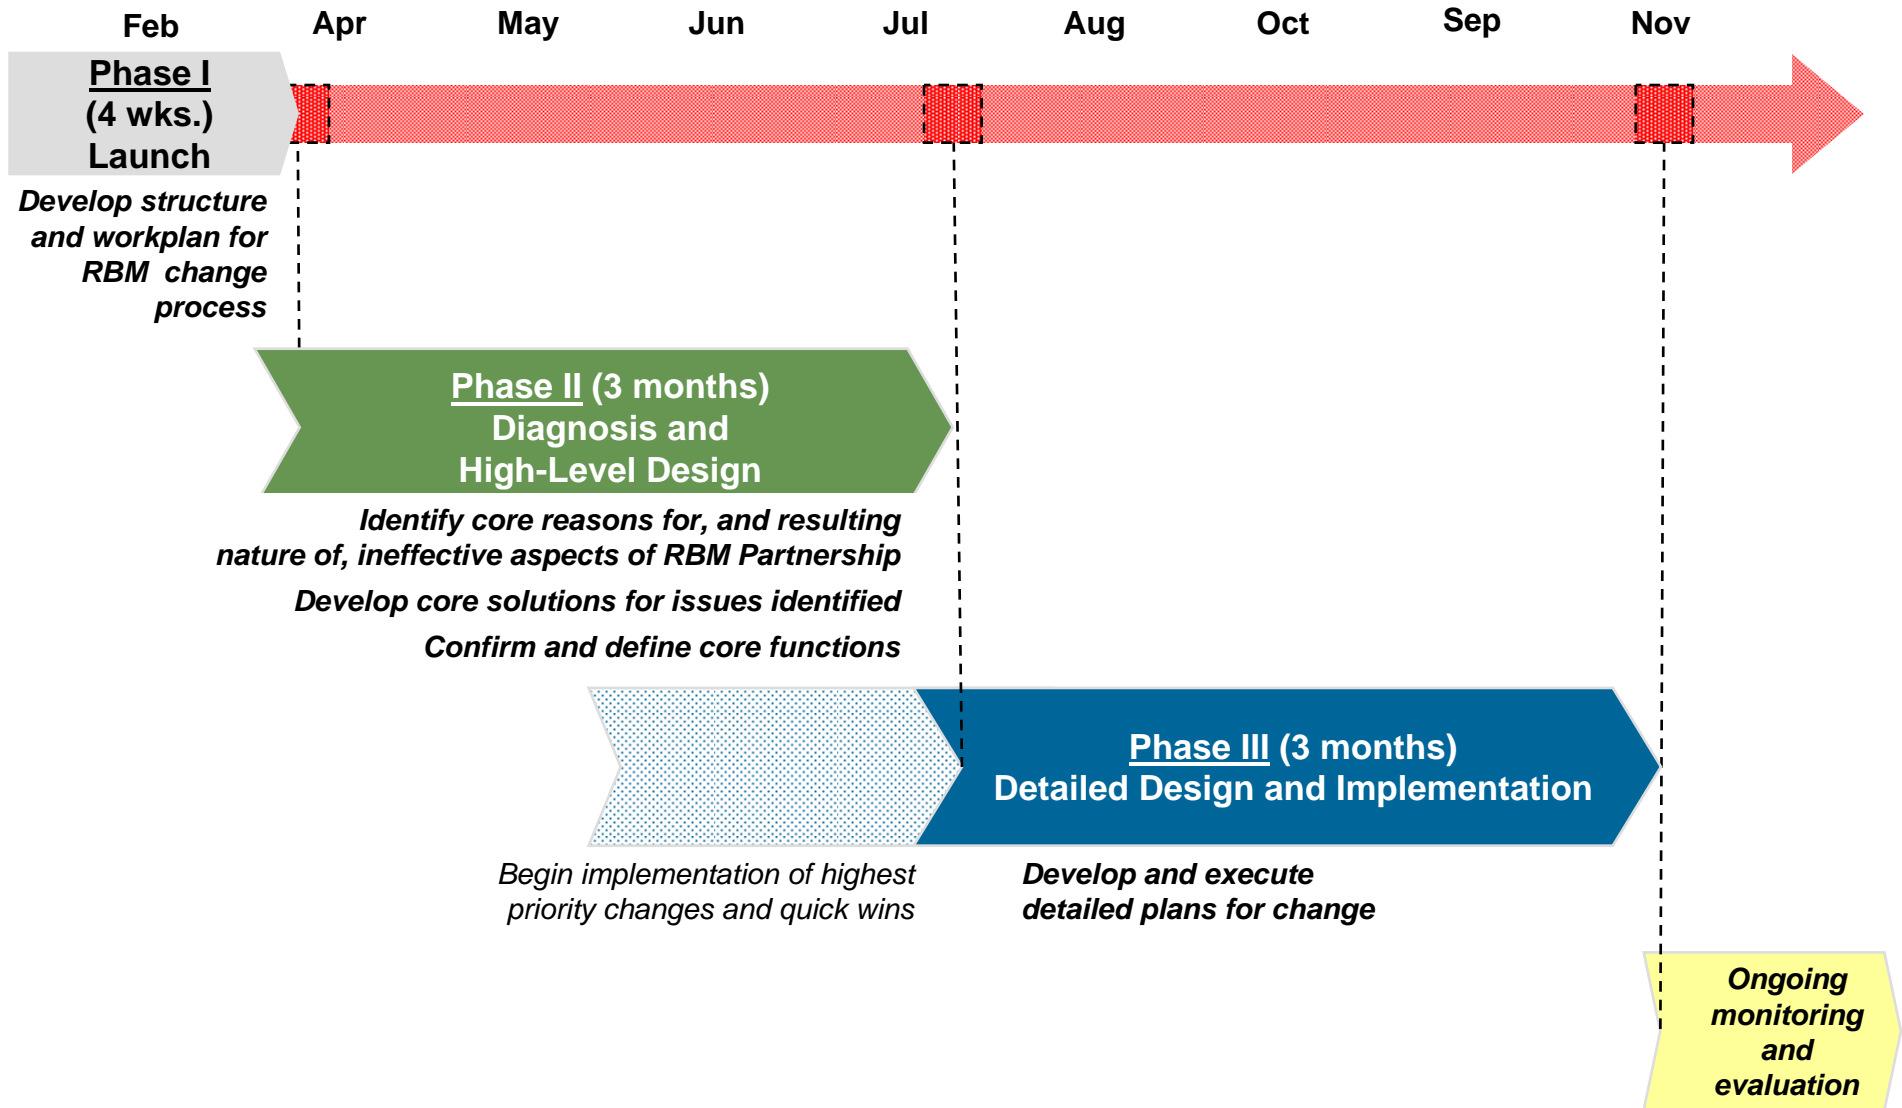 Feb Apr May Jun Jul Aug Oct Sep Nov
Phase I
(4 wks.)
Launch
Develop structure
and workplan for
RBM change
process
Phase II (3 months)
Diagnosis and
High-Level Design
Identify core reasons for, and resulting
nature of, ineffective aspects of RBM Partnership
Develop core solutions for issues identified
Confirm and define core functions
Phase III (3 months)
Detailed Design and Implementation
Begin implementation of highest
priority changes and quick wins
Develop and execute
detailed plans for change
Ongoing
monitoring
and
evaluation